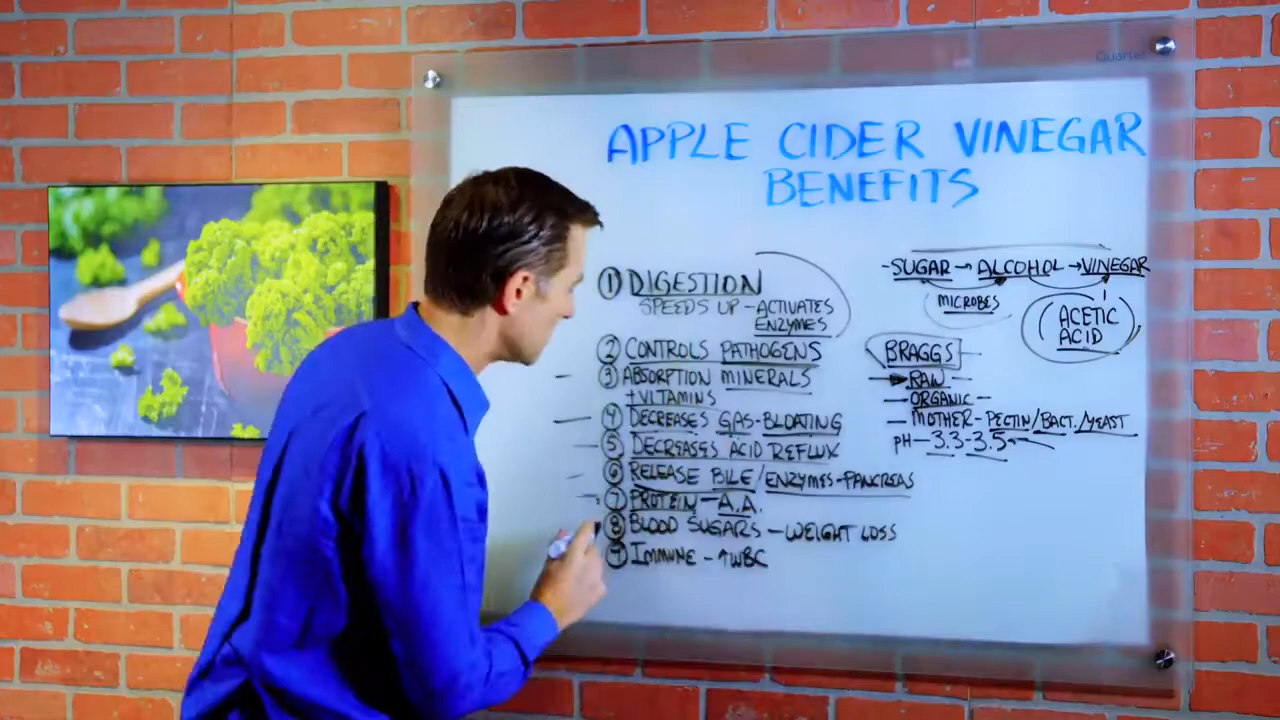 Quartet
APPLE CIDER VINEGAR
BENEFITS
① DIGESTION
SPEEDS UP - ACTIVATES
ENZYMES
② CONTROLS PATHOGENS
③ ABSORPTION MINERALS
+ VITAMINS
④ DECREASES GAS-BLOATING
⑤ DECREASES ACID REFLUX
⑥ RELEASE BILE/ENZYMES-PANCREAS
⑦ PROTEIN - A.A.
⑧ BLOOD SUGARS - WEIGHT LOSS
⑨ IMMUNE - ↑WBC
-SUGAR → ALCOHOL → VINEGAR
MICROBES
(ACETIC
ACID)
BRAGGS
→ RAW -
- ORGANIC -
- MOTHER - PECTIN/BACT./YEAST
pH - 3.3-3.5